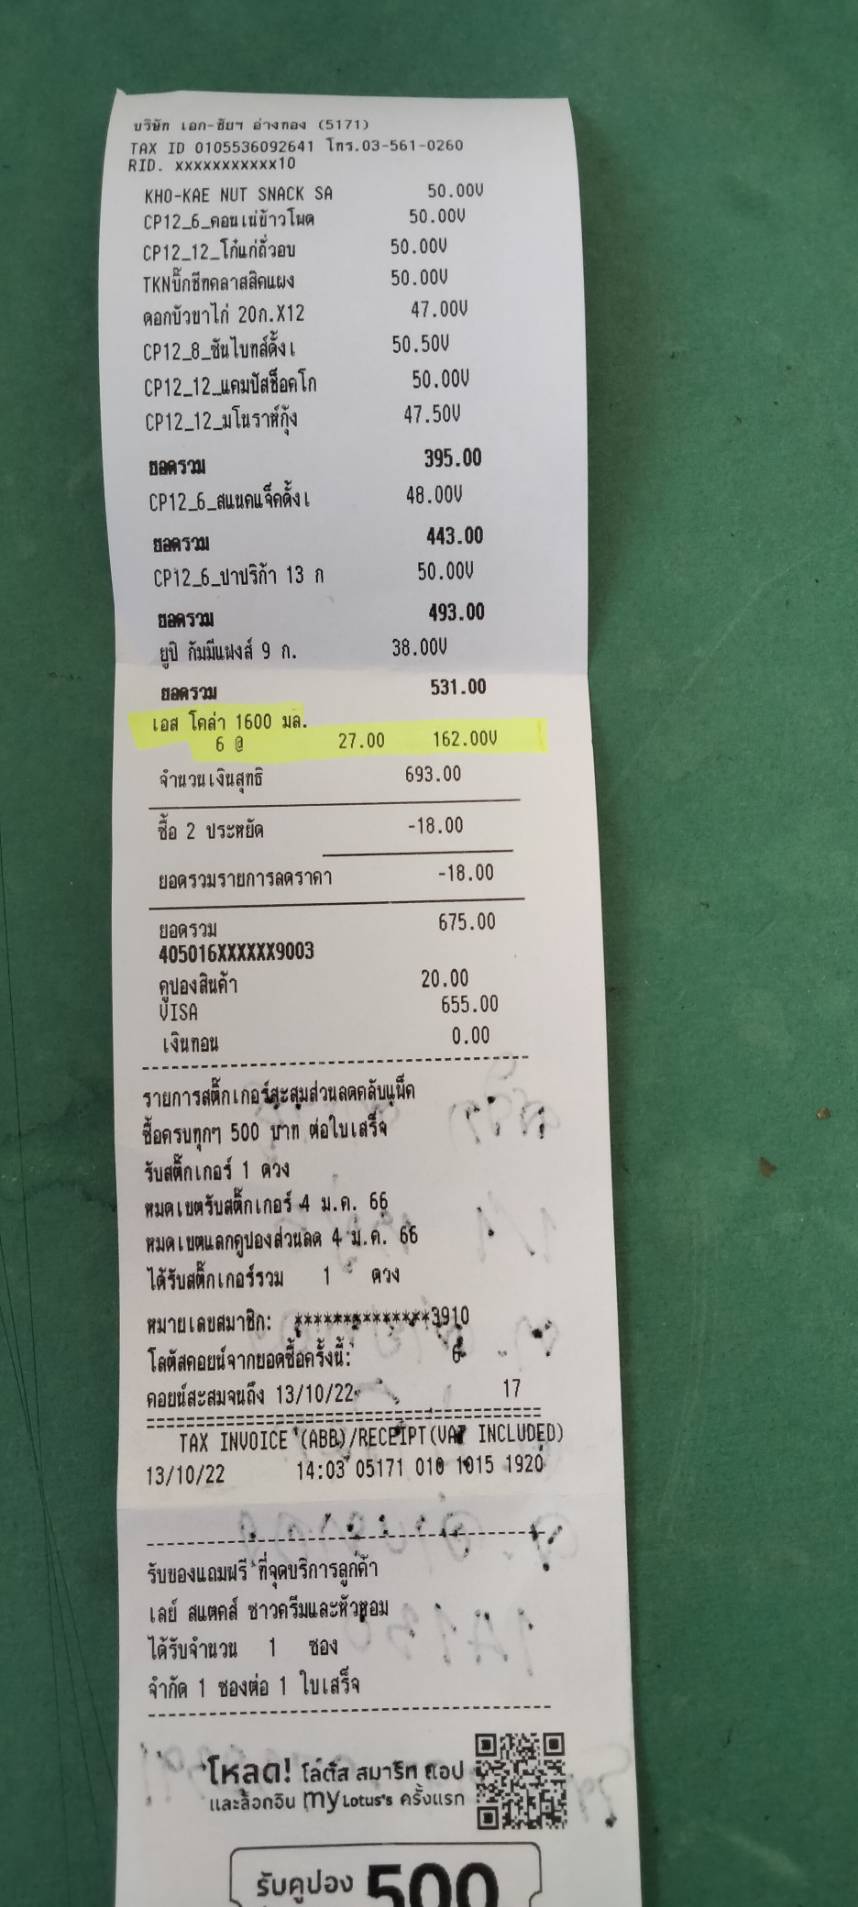 บริษัท เอก-ชัยฯ อ่างทอง (5171)
TAX ID 0105536092641 โทร.03-561-0260
RID. xxxxxxxxxxx10
KHO-KAE NUT SNACK SA 50.00V
CP12_6_คอนเน่ข้าวโพด 50.00V
CP12_12_โก๋แก่ถั่วอบ 50.00V
TKNบิ๊กชีทคลาสสิคแผง 50.00V
ดอกบัวขาไก่ 20ก.X12 47.00V
CP12_8_ซันไบทส์ดั้งเ 50.50V
CP12_12_แคมปัสช็อคโก 50.00V
CP12_12_มโนราห์กุ้ง 47.50V
ยอดรวม 395.00
CP12_6_สแนคแจ็คดั้งเ 48.00V
ยอดรวม 443.00
CP12_6_ปาปริก้า 13 ก 50.00V
ยอดรวม 493.00
ยูปิ กัมมีแฟงส์ 9 ก. 38.00V
ยอดรวม 531.00
เอส โคล่า 1600 มล.
6 @ 27.00 162.00V
จำนวนเงินสุทธิ 693.00
ซื้อ 2 ประหยัด -18.00
ยอดรวมรายการลดราคา -18.00
ยอดรวม 675.00
405016XXXXXX9003
คูปองสินค้า 20.00
VISA 655.00
เงินทอน 0.00
รายการสติ๊กเกอร์สะสมส่วนลดคลับแพ็ค
ซื้อครบทุกๆ 500 บาท ต่อใบเสร็จ
รับสติ๊กเกอร์ 1 ดวง
หมดเขตรับสติ๊กเกอร์ 4 ม.ค. 66
หมดเขตแลกคูปองส่วนลด 4 ม.ค. 66
ได้รับสติ๊กเกอร์รวม 1 ดวง
หมายเลขสมาชิก: **************3910
โลตัสคอยน์จากยอดซื้อครั้งนี้: 6
คอยน์สะสมจนถึง 13/10/22 17
TAX INVOICE (ABB)/RECEIPT(VAT INCLUDED)
13/10/22 14:03 05171 010 1015 1920
รับของแถมฟรี ที่จุดบริการลูกค้า
เลย์ สแตคส์ ซาวครีมและหัวหอม
ได้รับจำนวน 1 ซอง
จำกัด 1 ซองต่อ 1 ใบเสร็จ
โหลด! โลตัส สมาร์ท แอป
และล็อกอิน my Lotus's ครั้งแรก
รับคูปอง 500